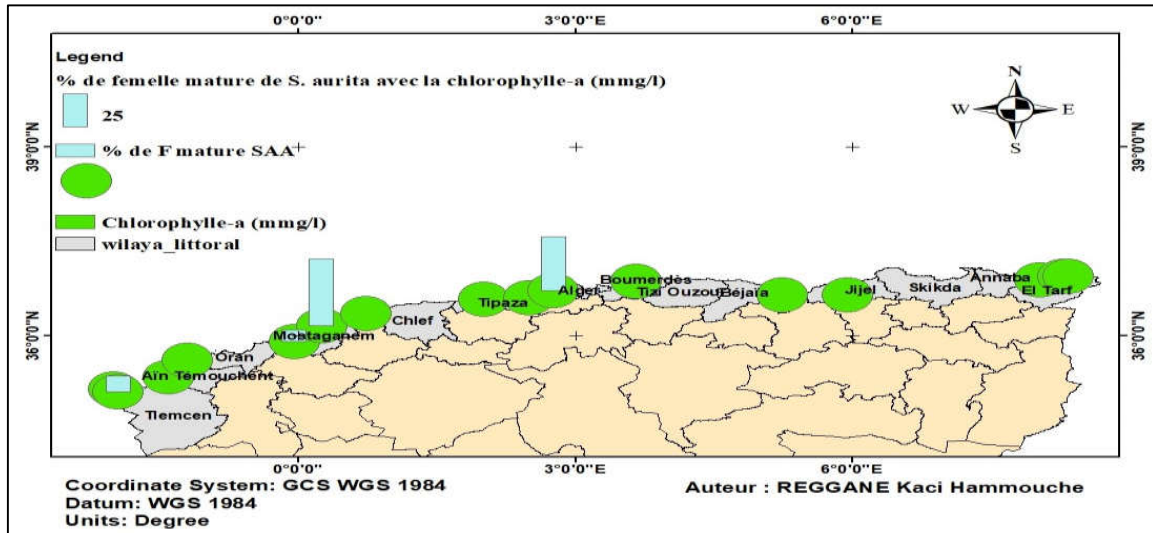 0°0'0"
3°0'0"E
6°0'0"E
Legend
% de femelle mature de S. aurita avec la chlorophylle-a (mmg/l)
25
% de F mature SAA
Chlorophylle-a (mmg/l)
wilaya_littoral
N
W
E
S
39°0'0"N
39°0'0"N
36°0'0"N
36°0'0"N
Tlemcen
Aïn Témouchent
Oran
Mostaganem
Chlef
Tipaza
Alger
Boumerdès
Tizi Ouzou
Béjaïa
Jijel
Skikda
Annaba
El Tarf
0°0'0"
3°0'0"E
6°0'0"E
Coordinate System: GCS WGS 1984
Datum: WGS 1984
Units: Degree
Auteur : REGGANE Kaci Hammouche